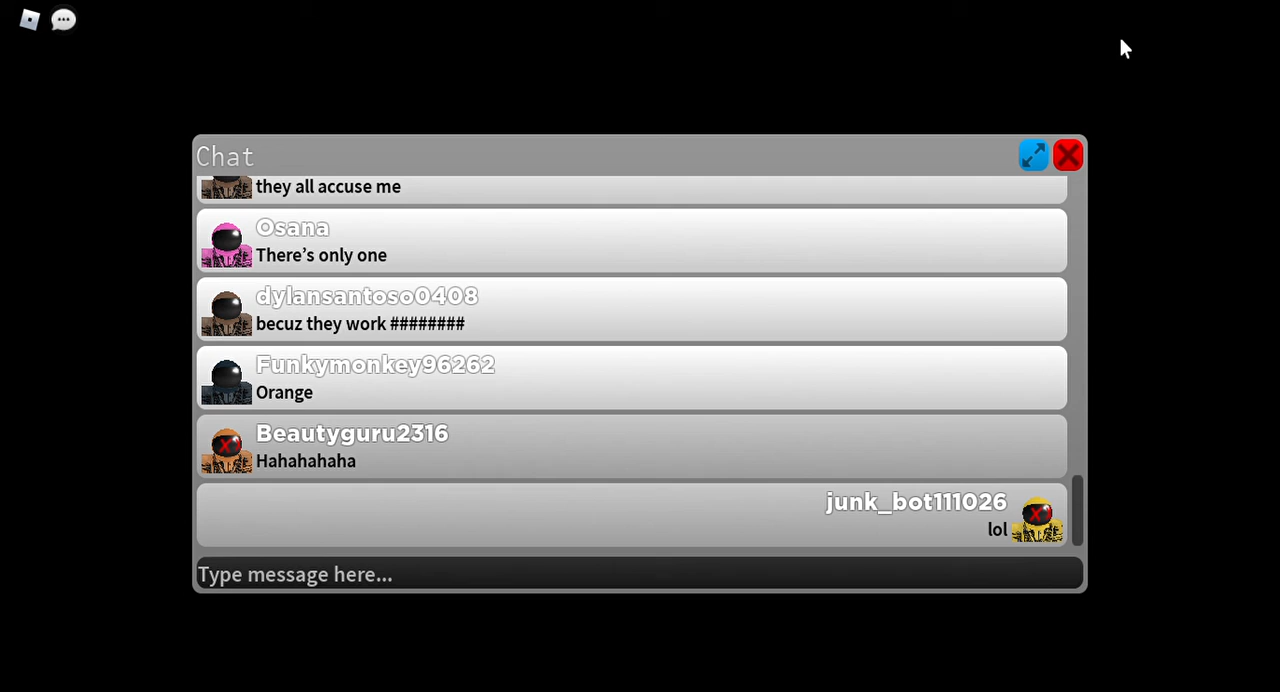 Chat
they all accuse me
Osana
There's only one
dylansantoso0408
becuz they work ########
Funkymonkey96262
Orange
Beautyguru2316
Hahahahaha
junk_bot111026
lol
Type message here...